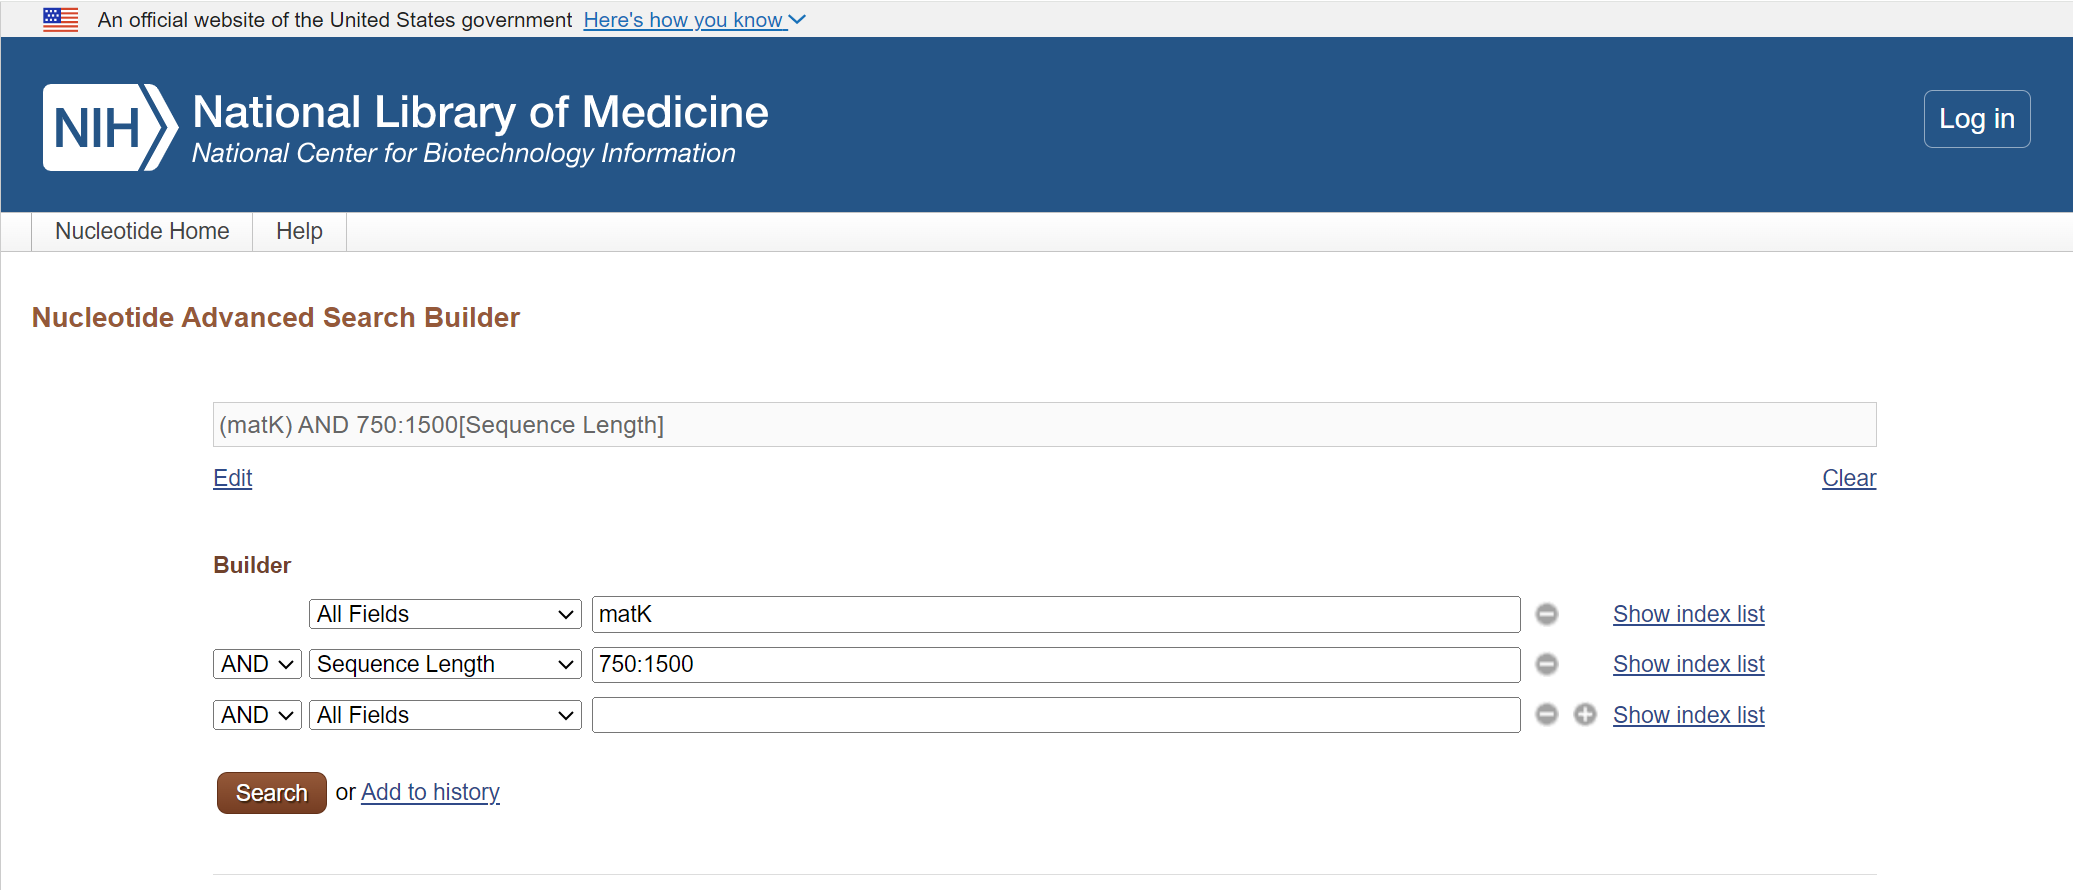 An official website of the United States government Here's how you know
NIH National Library of Medicine
National Center for Biotechnology Information
Log in
Nucleotide Home Help
Nucleotide Advanced Search Builder
(matK) AND 750:1500[Sequence Length]
Edit Clear
Builder
All Fields matK Show index list
AND Sequence Length 750:1500 Show index list
AND All Fields Show index list
Search or Add to history